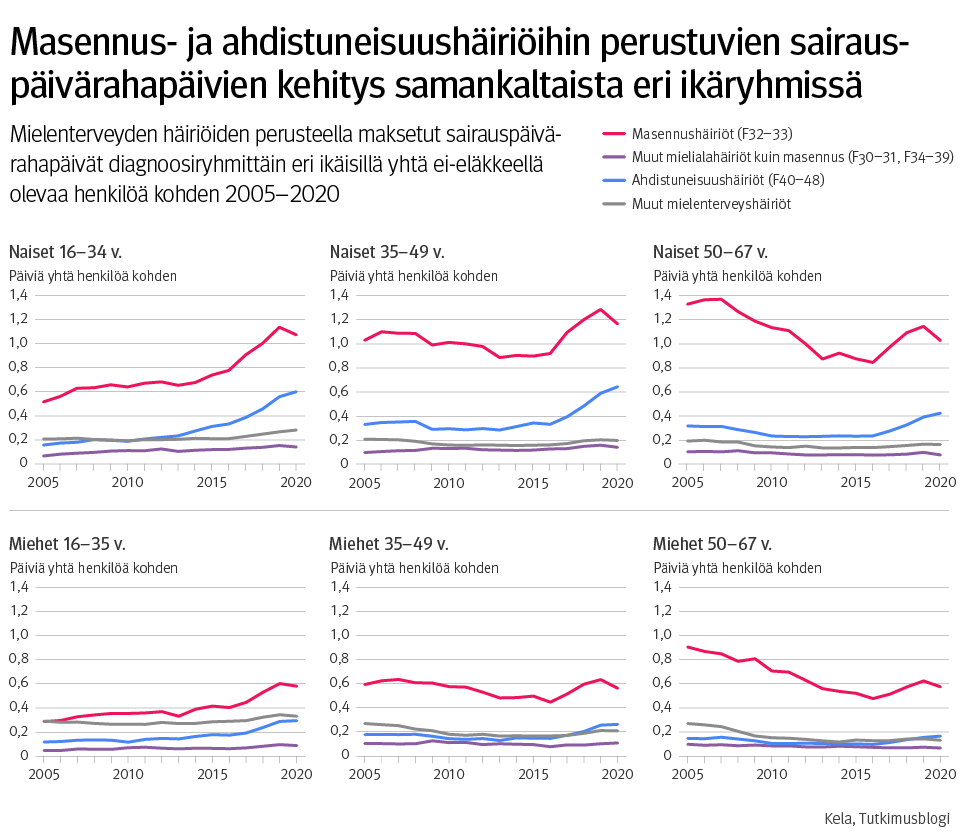 Masennus- ja ahdistuneisuushäiriöihin perustuvien sairaus-
päivärahapäivien kehitys samankaltaista eri ikäryhmissä
Mielenterveyden häiriöiden perusteella maksetut sairauspäivä-
rahapäivät diagnoosiryhmittäin eri ikäisillä yhtä ei-eläkkeellä
olevaa henkilöä kohden 2005–2020
Masennushäiriöt (F32–33)
Muut mielialahäiriöt kuin masennus (F30–31, F34–39)
Ahdistuneisuushäiriöt (F40–48)
Muut mielenterveyshäiriöt
Naiset 16–34 v.
Päiviä yhtä henkilöä kohden
1,4
1,2
1,0
0,8
0,6
0,4
0,2
0
2005 2010 2015 2020
Naiset 35–49 v.
Päiviä yhtä henkilöä kohden
1,4
1,2
1,0
0,8
0,6
0,4
0,2
0
2005 2010 2015 2020
Naiset 50–67 v.
Päiviä yhtä henkilöä kohden
1,4
1,2
1,0
0,8
0,6
0,4
0,2
0
2005 2010 2015 2020
Miehet 16–35 v.
Päiviä yhtä henkilöä kohden
1,4
1,2
1,0
0,8
0,6
0,4
0,2
0
2005 2010 2015 2020
Miehet 35–49 v.
Päiviä yhtä henkilöä kohden
1,4
1,2
1,0
0,8
0,6
0,4
0,2
0
2005 2010 2015 2020
Miehet 50–67 v.
Päiviä yhtä henkilöä kohden
1,4
1,2
1,0
0,8
0,6
0,4
0,2
0
2005 2010 2015 2020
Kela, Tutkimusblogi